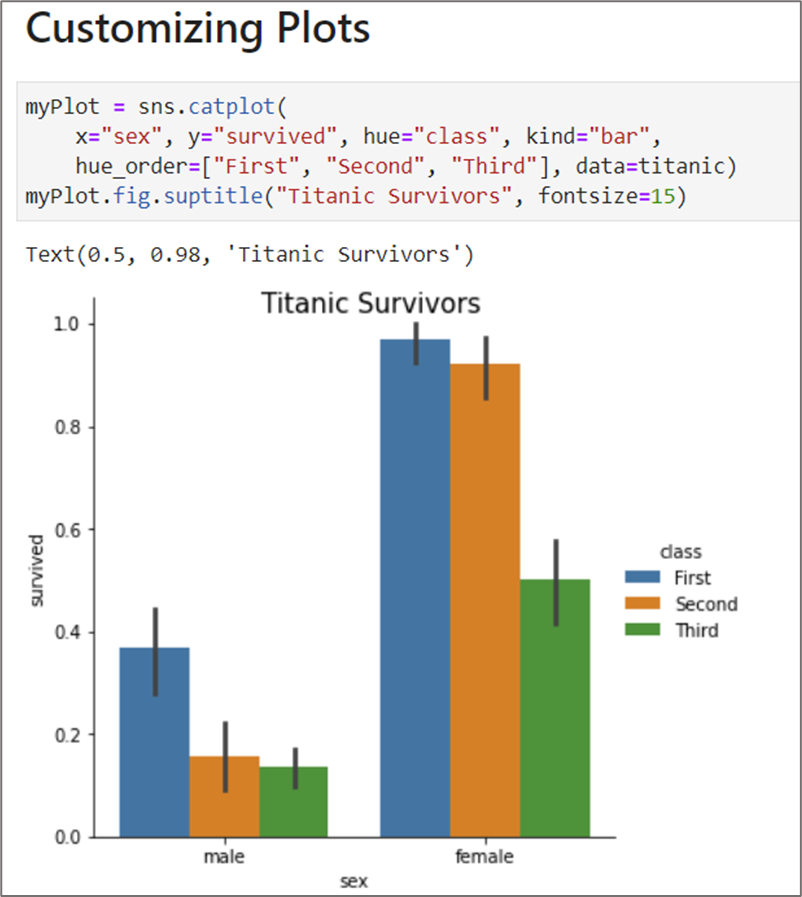 Customizing Plots
myPlot = sns.catplot(
    x="sex", y="survived", hue="class", kind="bar",
    hue_order=["First", "Second", "Third"], data=titanic)
myPlot.fig.suptitle("Titanic Survivors", fontsize=15)
Text(0.5, 0.98, 'Titanic Survivors')
Titanic Survivors
1.0
0.8
0.6
0.4
0.2
0.0
survived
male female
sex
class
First
Second
Third